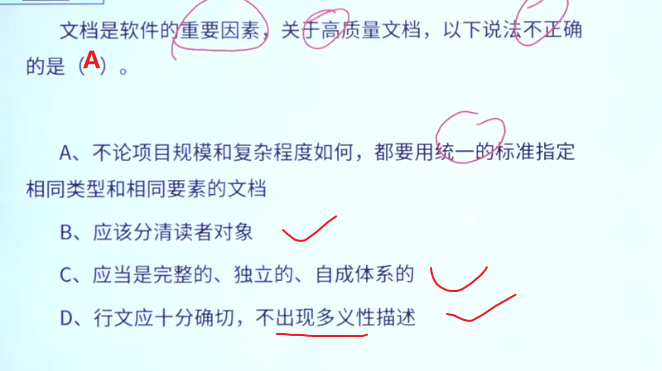 文档是软件的重要因素，关于高质量文档，以下说法不正确
的是（A）。
A、不论项目规模和复杂程度如何，都要用统一的标准指定
相同类型和相同要素的文档
B、应该分清读者对象
C、应当是完整的、独立的、自成体系的
D、行文应十分确切，不出现多义性描述